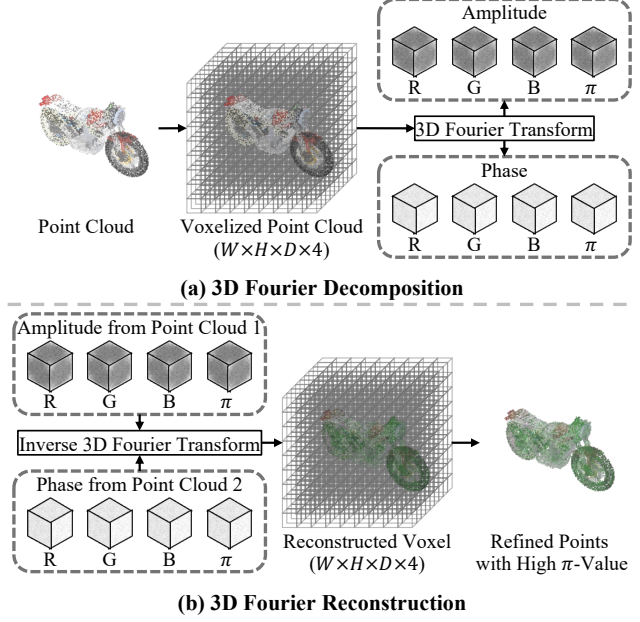 Amplitude
R G B π
3D Fourier Transform
Phase
R G B π
Point Cloud
Voxelized Point Cloud
(W×H×D×4)
(a) 3D Fourier Decomposition
Amplitude from Point Cloud 1
R G B π
Inverse 3D Fourier Transform
Phase from Point Cloud 2
R G B π
Reconstructed Voxel
(W×H×D×4)
Refined Points
with High π-Value
(b) 3D Fourier Reconstruction